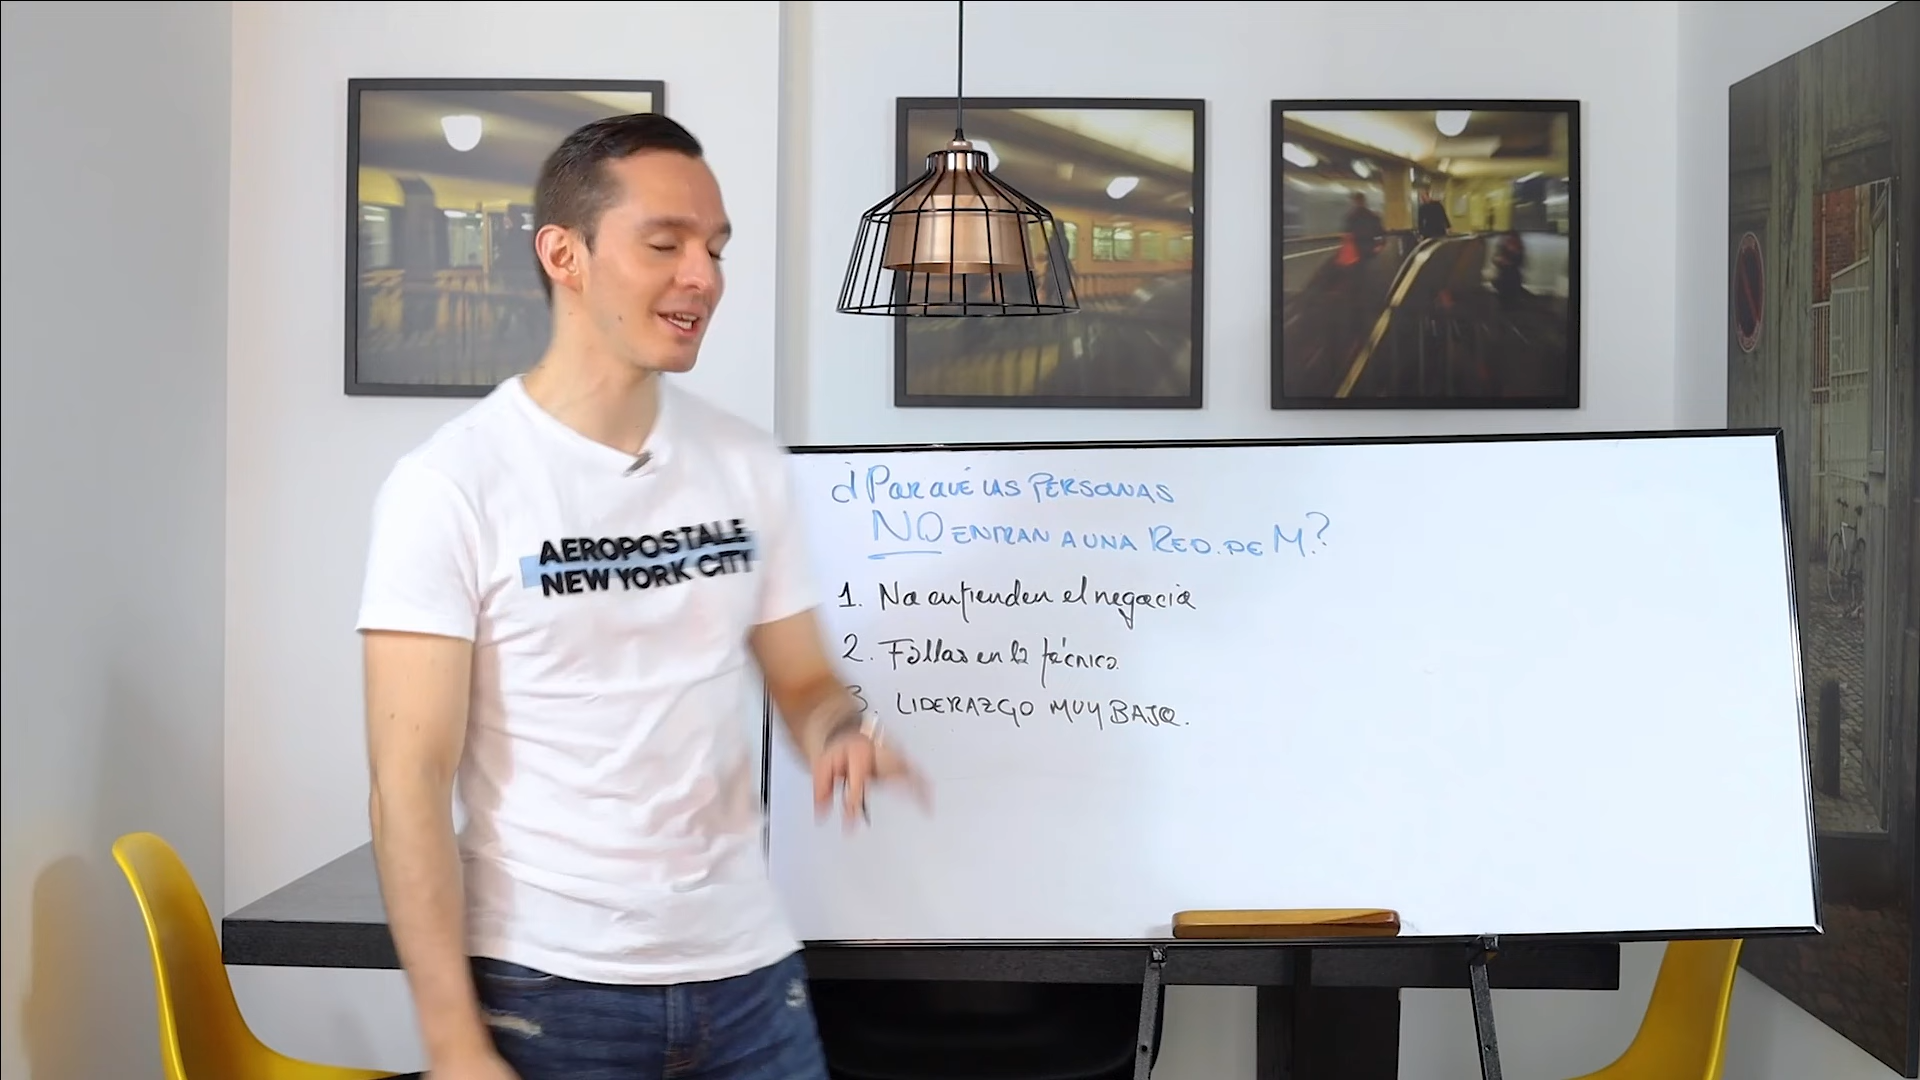 AEROPOSTALE
NEW YORK CITY
¿Por qué las personas
NO entran a una Red. de M.?
1. No entienden el negocio
2. Fallas en la técnica.
3. LIDERAZGO MUY BAJO.